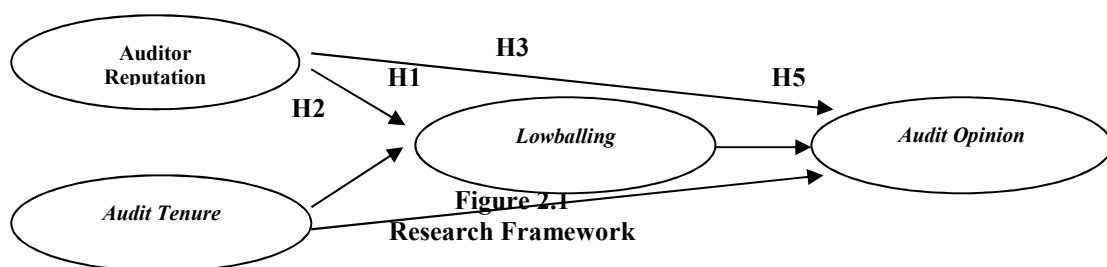 H3
Auditor
Reputation
H1
H5
H2
Lowballing
Audit Opinion
Audit Tenure
Figure 2.1
Research Framework